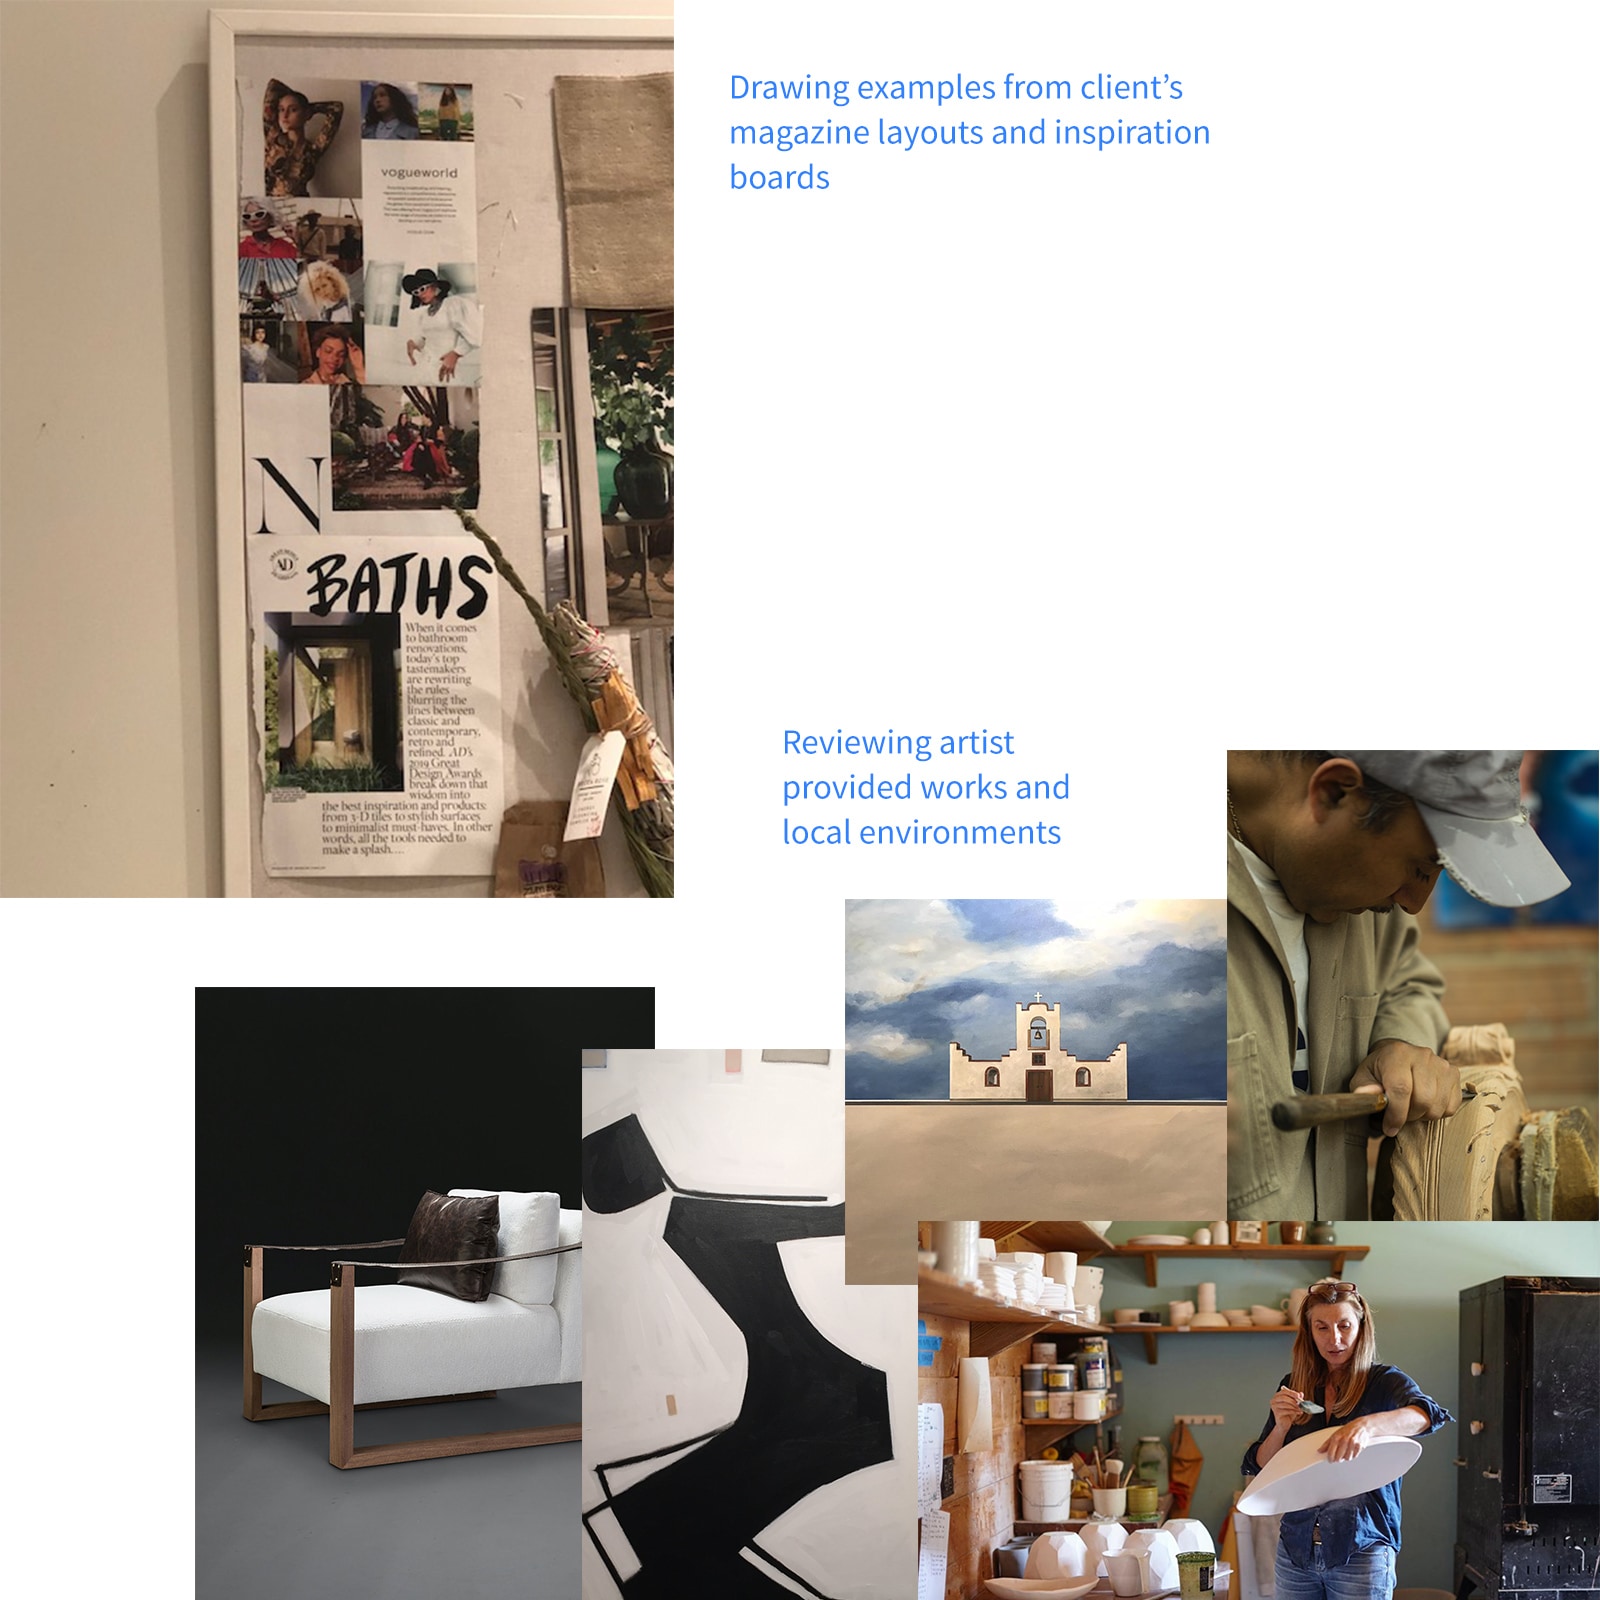 Drawing examples from client’s
magazine layouts and inspiration
boards
vogueworld
N
AD
BATHS
When it comes
to bathroom
renovations,
today's top
tastemakers
are rewriting
the rules
blurring the
lines between
classic and
contemporary,
retro and
refined. AD's
2019 Great
Design Awards
break down that
wisdom into
the best inspiration and products:
from 3-D tiles to stylish surfaces
to minimalist must-haves. In other
words, all the tools needed to
make a splash....
Reviewing artist
provided works and
local environments